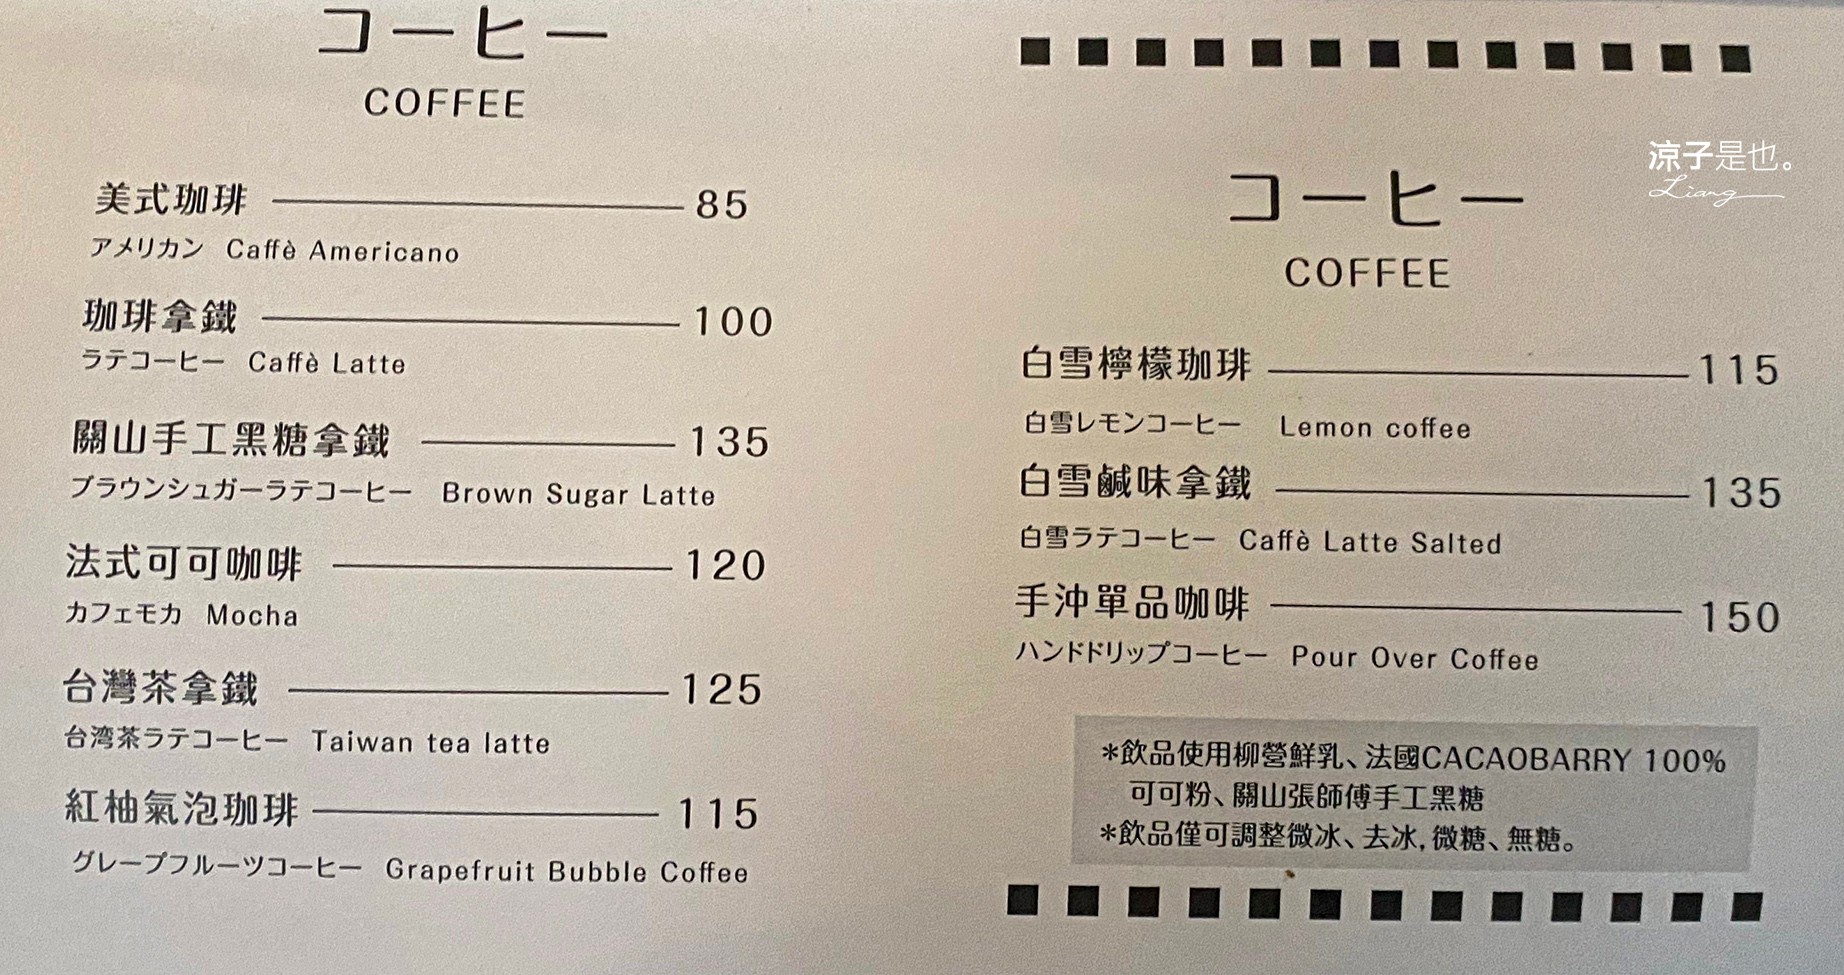 コーヒー
COFFEE
美式珈琲 85
アメリカン Caffè Americano
珈琲拿鐵 100
ラテコーヒー Caffè Latte
關山手工黑糖拿鐵 135
ブラウンシュガーラテコーヒー Brown Sugar Latte
法式可可咖啡 120
カフェモカ Mocha
台灣茶拿鐵 125
台湾茶ラテコーヒー Taiwan tea latte
紅柚氣泡珈琲 115
グレープフルーツコーヒー Grapefruit Bubble Coffee
涼子是也。
Liang
コーヒー
COFFEE
白雪檸檬珈琲 115
白雪レモンコーヒー Lemon coffee
白雪鹹味拿鐵 135
白雪ラテコーヒー Caffè Latte Salted
手沖單品咖啡 150
ハンドドリップコーヒー Pour Over Coffee
*飲品使用柳營鮮乳、法國CACAOBARRY 100%
可可粉、關山張師傅手工黑糖
*飲品僅可調整微冰、去冰,微糖、無糖。